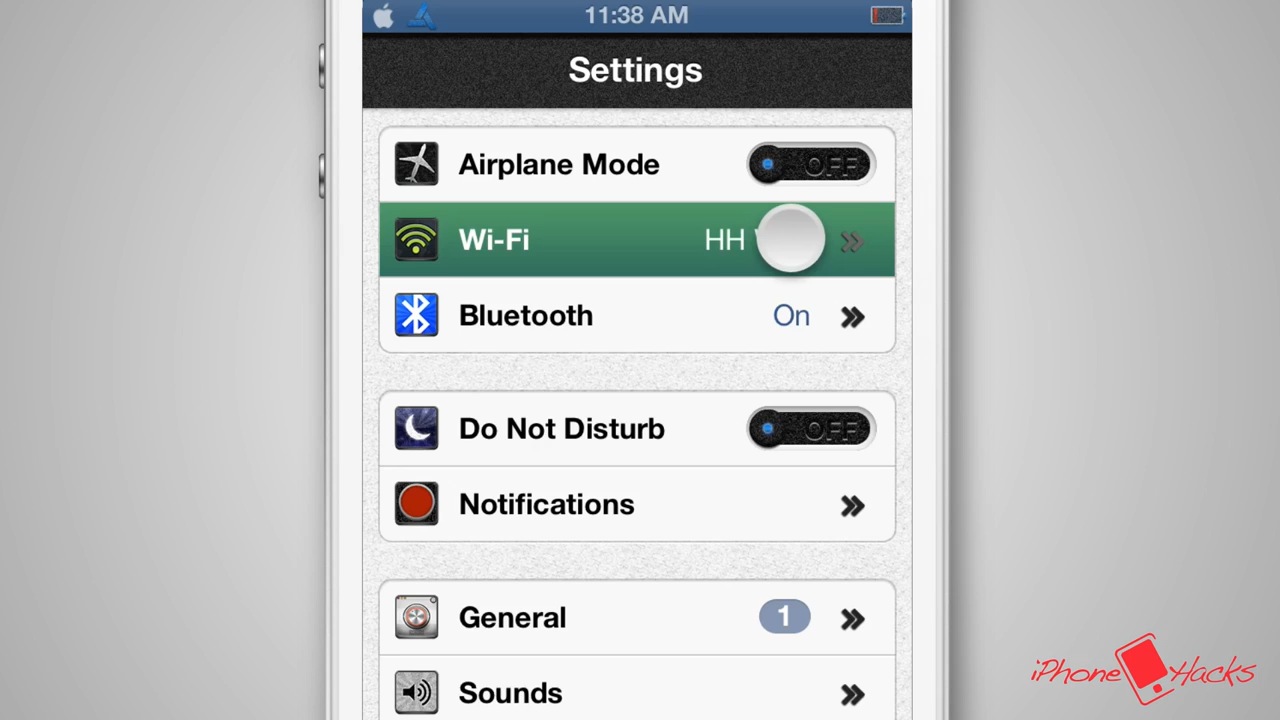 11:38 AM
Settings
Airplane Mode OFF
Wi-Fi HH
Bluetooth On
Do Not Disturb OFF
Notifications
General 1
Sounds
iPhone Hacks